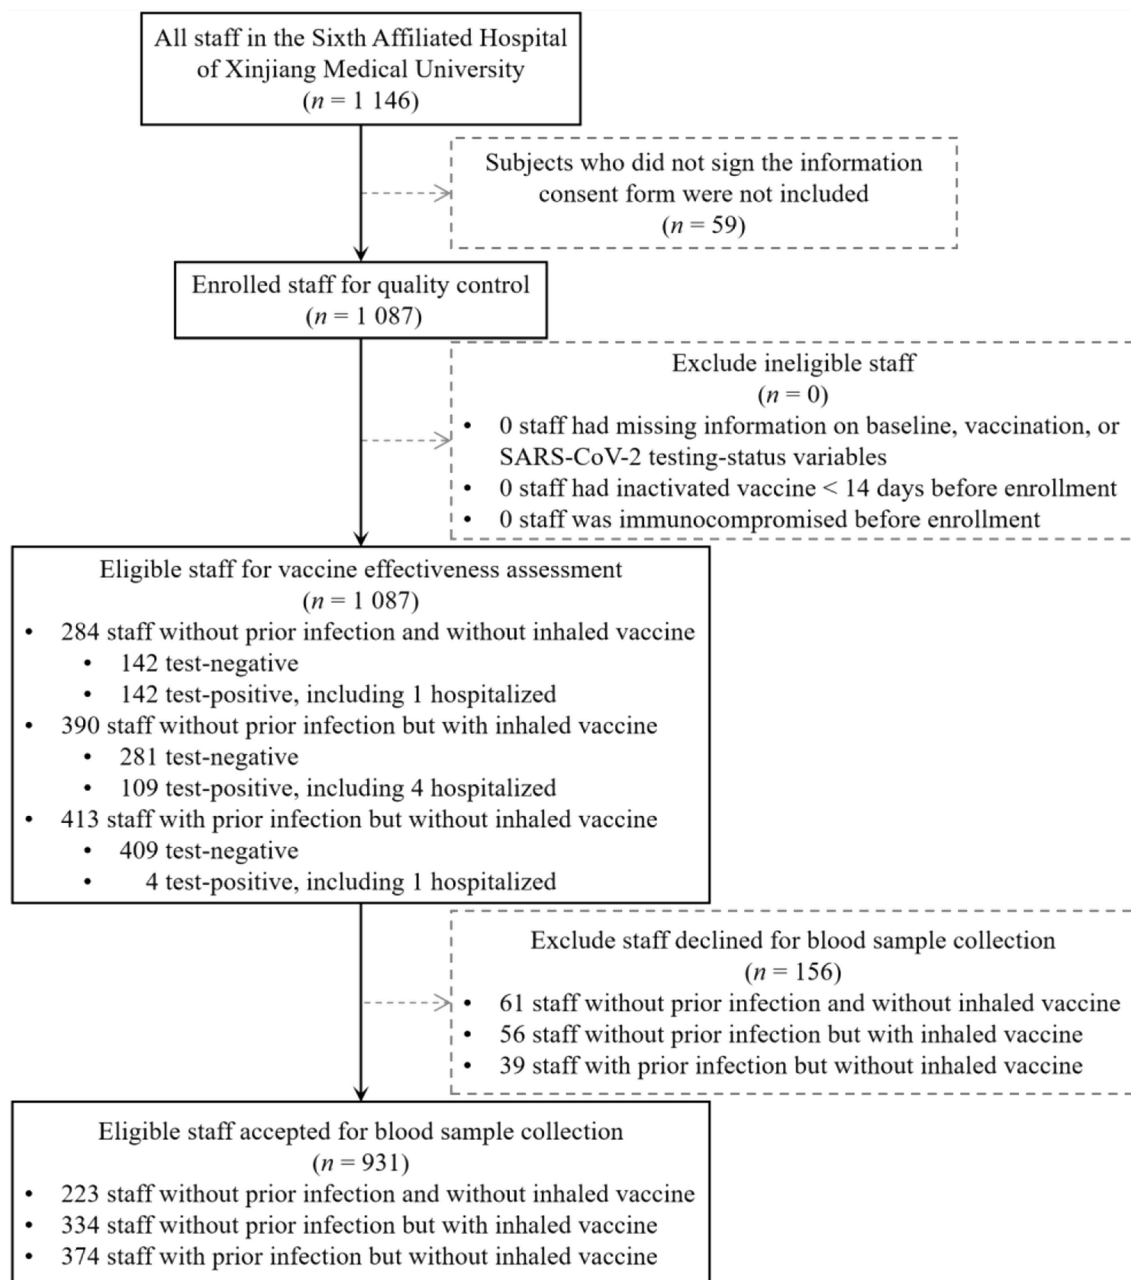 All staff in the Sixth Affiliated Hospital
of Xinjiang Medical University
(n = 1 146)
Subjects who did not sign the information
consent form were not included
(n = 59)
Enrolled staff for quality control
(n = 1 087)
Exclude ineligible staff
(n = 0)
• 0 staff had missing information on baseline, vaccination, or
SARS-CoV-2 testing-status variables
• 0 staff had inactivated vaccine < 14 days before enrollment
• 0 staff was immunocompromised before enrollment
Eligible staff for vaccine effectiveness assessment
(n = 1 087)
• 284 staff without prior infection and without inhaled vaccine
• 142 test-negative
• 142 test-positive, including 1 hospitalized
• 390 staff without prior infection but with inhaled vaccine
• 281 test-negative
• 109 test-positive, including 4 hospitalized
• 413 staff with prior infection but without inhaled vaccine
• 409 test-negative
• 4 test-positive, including 1 hospitalized
Exclude staff declined for blood sample collection
(n = 156)
• 61 staff without prior infection and without inhaled vaccine
• 56 staff without prior infection but with inhaled vaccine
• 39 staff with prior infection but without inhaled vaccine
Eligible staff accepted for blood sample collection
(n = 931)
• 223 staff without prior infection and without inhaled vaccine
• 334 staff without prior infection but with inhaled vaccine
• 374 staff with prior infection but without inhaled vaccine